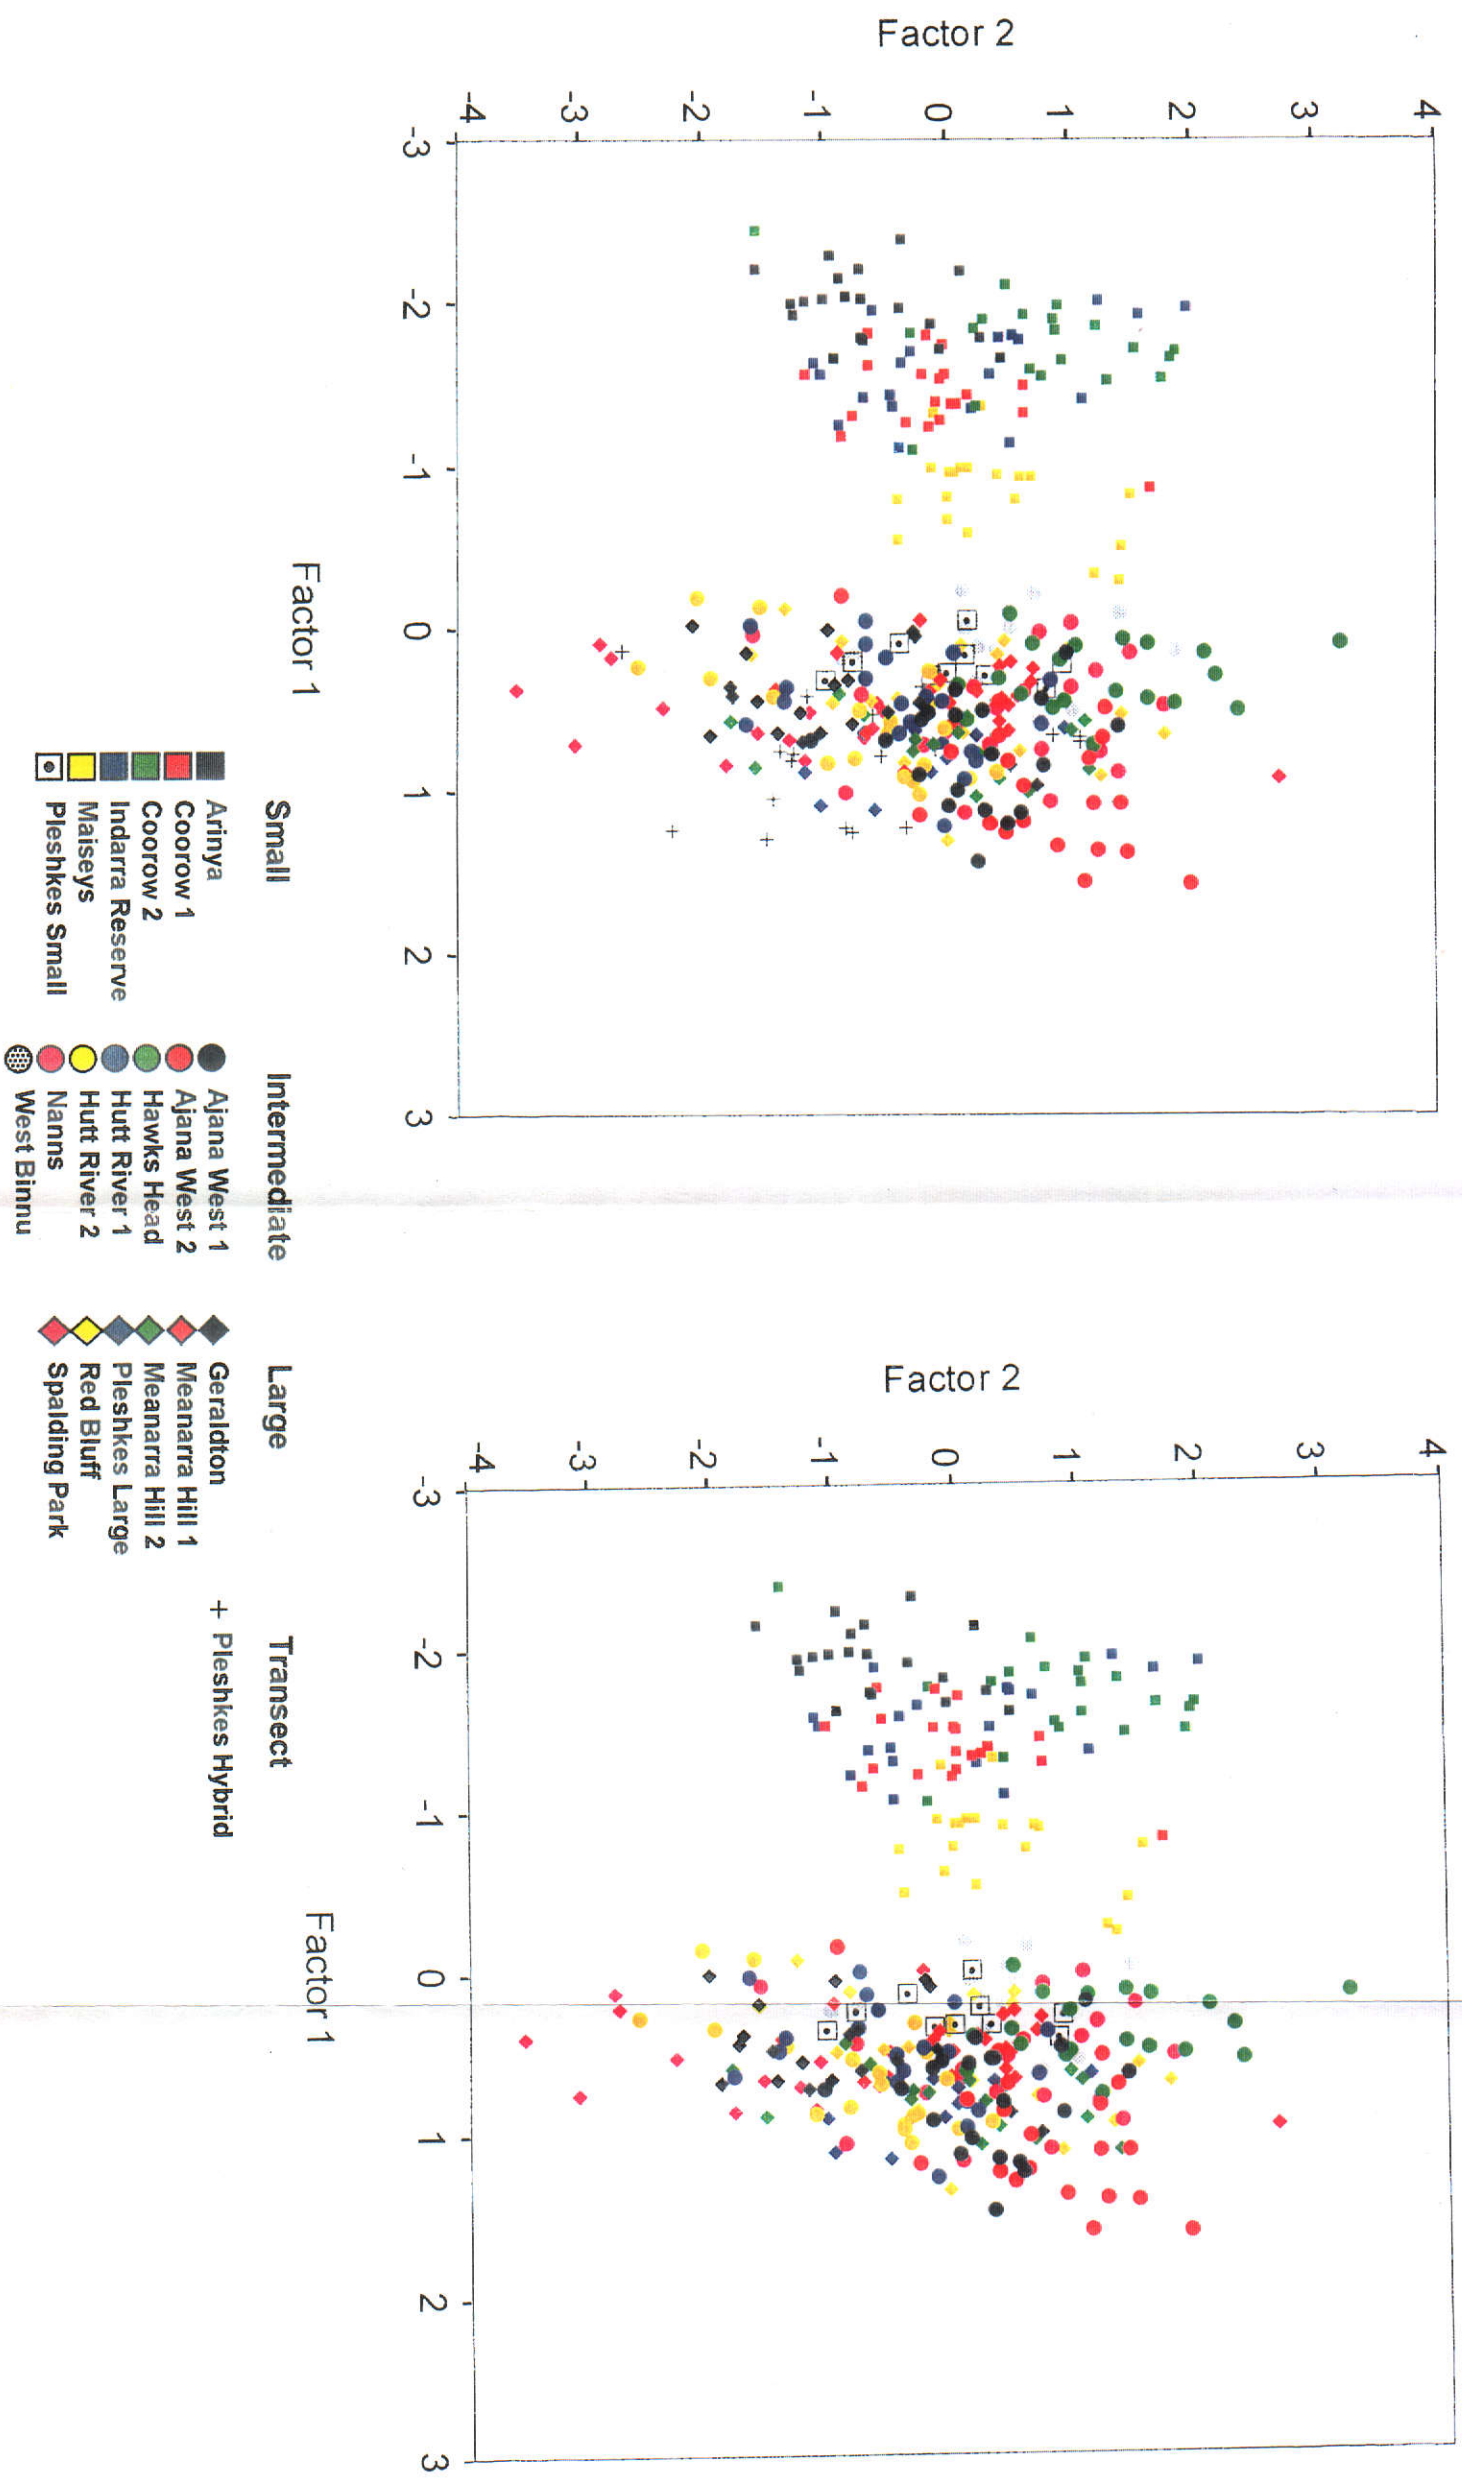 Factor 2
4
3
2
1
0
-1
-2
-3
-4
-3
-2
-1
0
1
2
3
Factor 1
Factor 2
4
3
2
1
0
-1
-2
-3
-4
-3
-2
-1
0
1
2
3
Factor 1
Small
Arinya
Coorow 1
Coorow 2
Indarra Reserve
Maiseys
Pleshkes Small
Intermediate
Ajana West 1
Ajana West 2
Hawks Head
Hutt River 1
Hutt River 2
Nanns
West Binnu
Large
Geraldton
Meanarra Hill 1
Meanarra Hill 2
Pleshkes Large
Red Bluff
Spalding Park
Transect
+ Pleshkes Hybrid